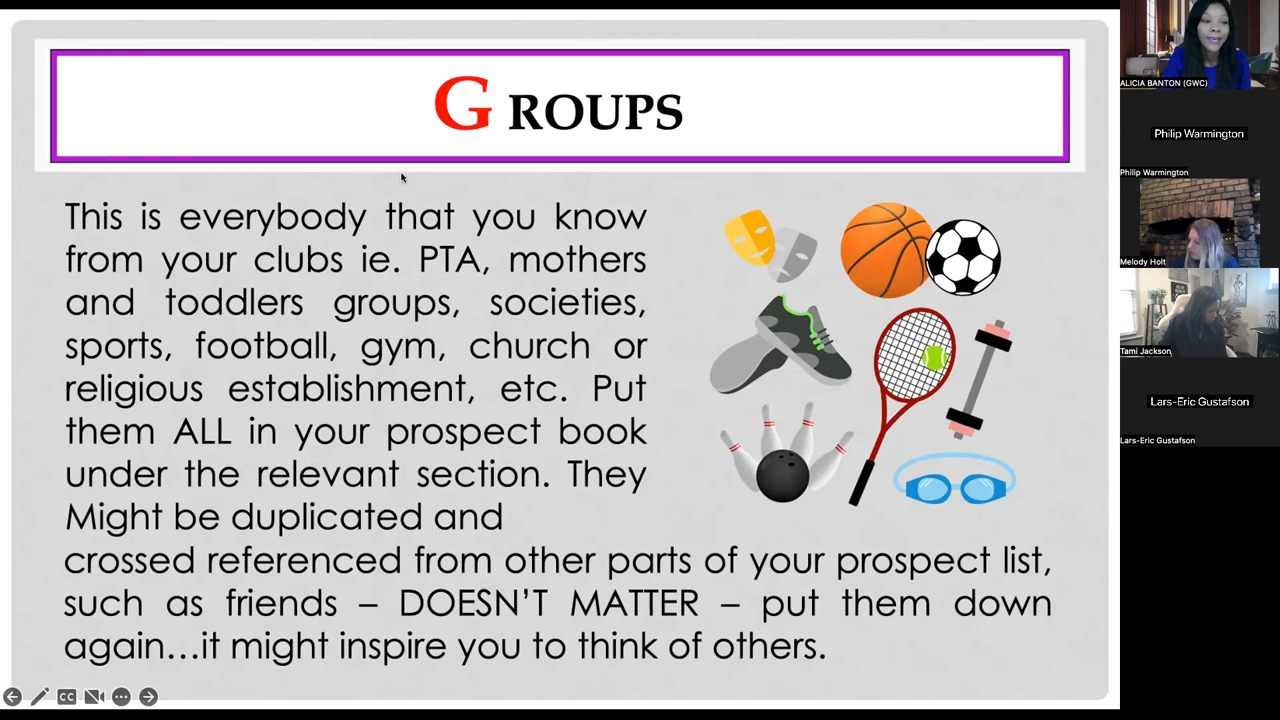 G ROUPS
This is everybody that you know
from your clubs ie. PTA, mothers
and toddlers groups, societies,
sports, football, gym, church or
religious establishment, etc. Put
them ALL in your prospect book
under the relevant section. They
Might be duplicated and
crossed referenced from other parts of your prospect list,
such as friends – DOESN'T MATTER – put them down
again...it might inspire you to think of others.
CC
ALICIA BANTON (GWC)
Philip Warmington
Philip Warmington
Melody Holt
Tami Jackson,
Lars-Eric Gustafson
Lars-Eric Gustafson